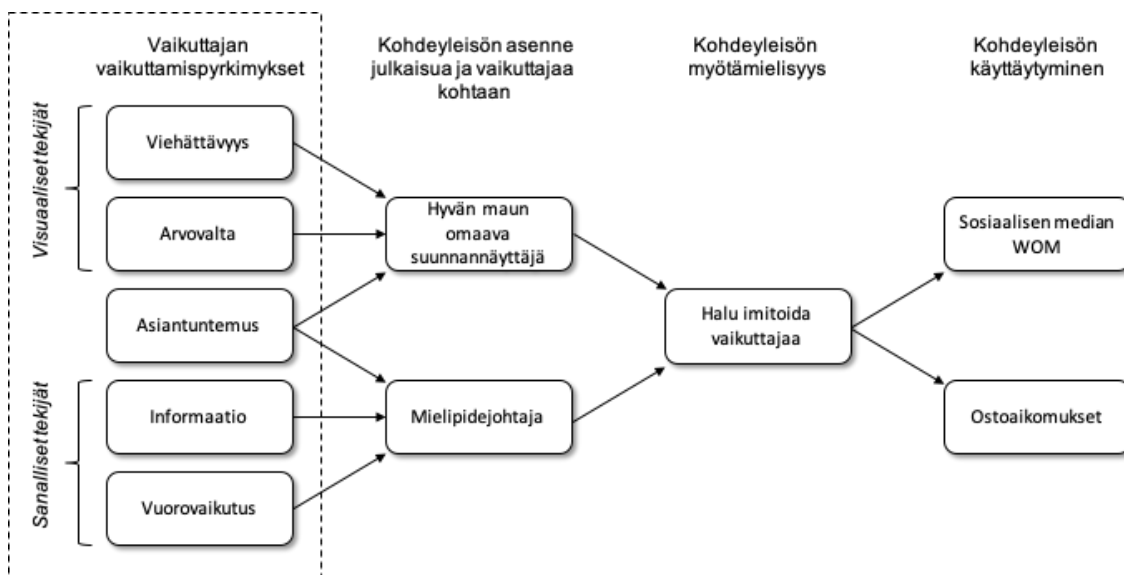 Vaikuttajan
vaikuttamispyrkimykset
Kohdeyleisön asenne
julkaisua ja vaikuttajaa
kohtaan
Kohdeyleisön
myötämielisyys
Kohdeyleisön
käyttäytyminen
Visuaaliset tekijät
Viehättävyys
Arvovalta
Asiantuntemus
Sanalliset tekijät
Informaatio
Vuorovaikutus
Hyvän maun
omaava
suunnannäyttäjä
Mielipidejohtaja
Halu imitoida
vaikuttajaa
Sosiaalisen median
WOM
Ostoaikomukset